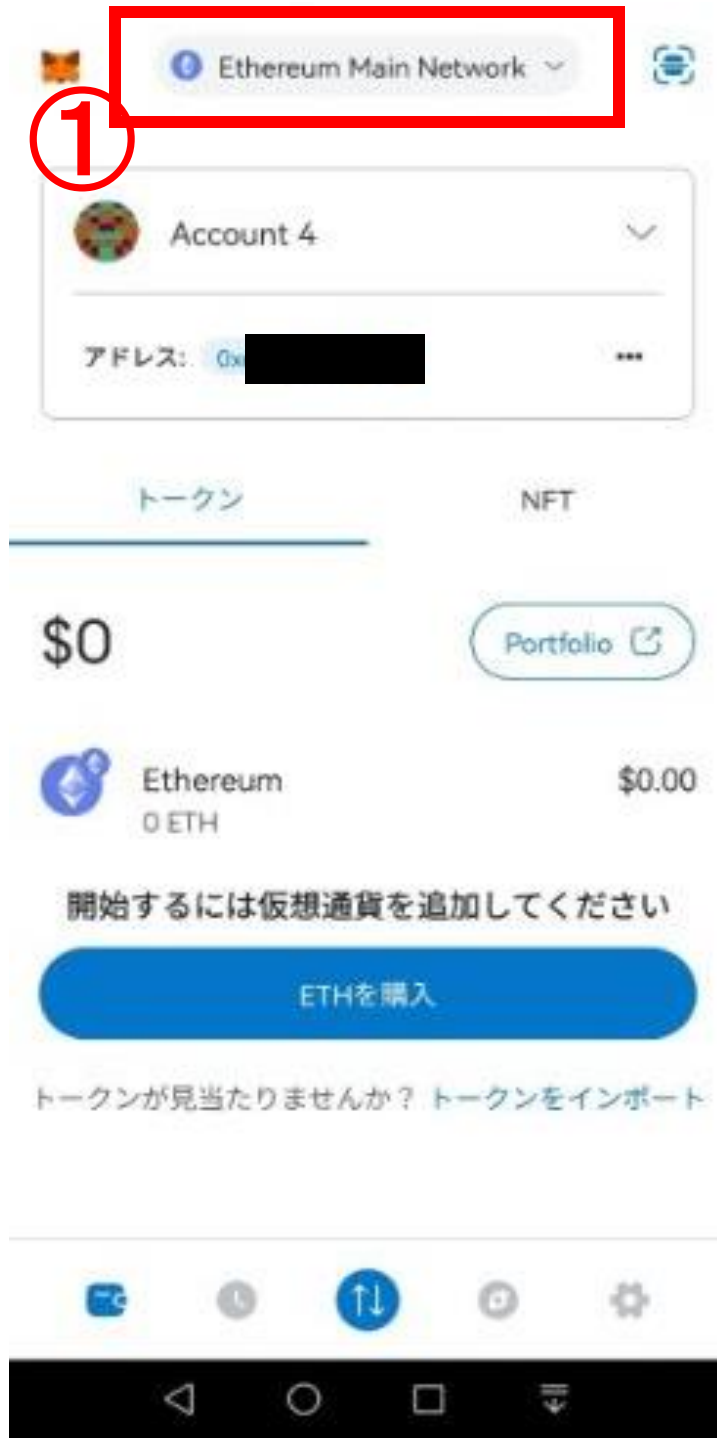 Ethereum Main Network
①
Account 4
アドレス: 0x
トークン NFT
$0 Portfolio
Ethereum $0.00
0 ETH
開始するには仮想通貨を追加してください
ETHを購入
トークンが見当たりませんか? トークンをインポート